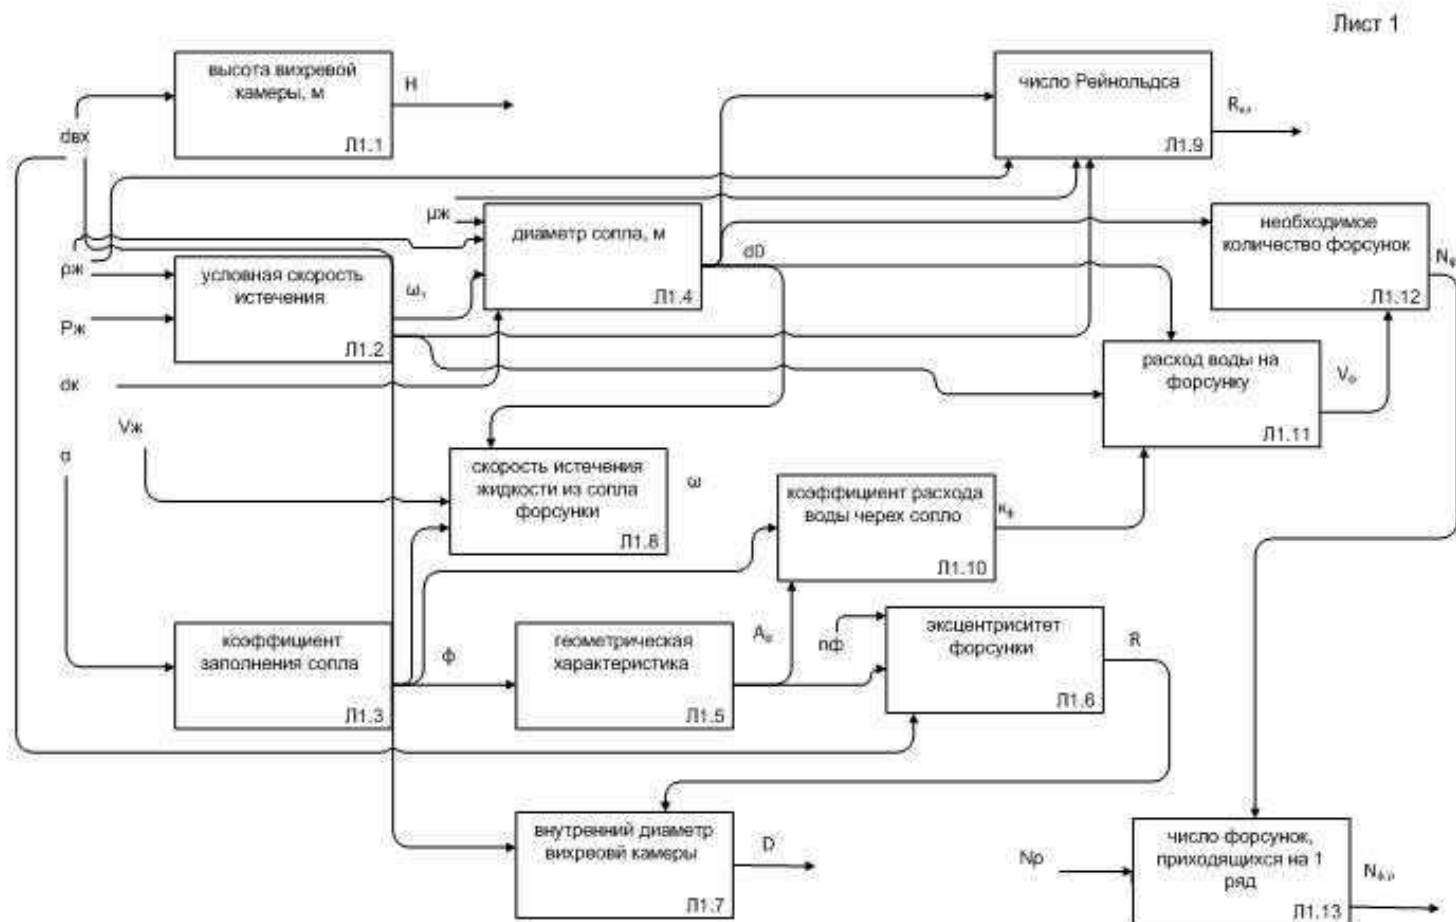 Лист 1
высота вихревой
камеры, м
Л1.1
H
dвх
число Рейнольдса
Л1.9
μж
диаметр сопла, м
Л1.4
d0
необходимое
количество форсунок
Л1.12
ρж
условная скорость
истечения
Л1.2
Pж
dк
расход воды на
форсунку
Л1.11
Vж
α
скорость истечения
жидкости из сопла
форсунки
Л1.8
ω
коэффициент расхода
воды черех сопло
Л1.10
коэффициент
заполнения сопла
Л1.3
ф
геометрическая
характеристика
Л1.5
nф
эксцентриситет
форсунки
Л1.6
R
внутренний диаметр
вихреовй камеры
Л1.7
D
Nр
число форсунок,
приходящихся на 1
ряд
Л1.13